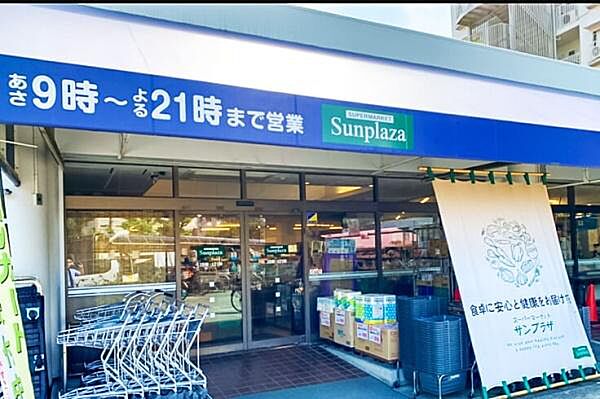 あさ9時～よる21時まで営業
SUPERMARKET
Sunplaza
食卓に安心と健康をお届け
スーパーマーケット
サンプラザ